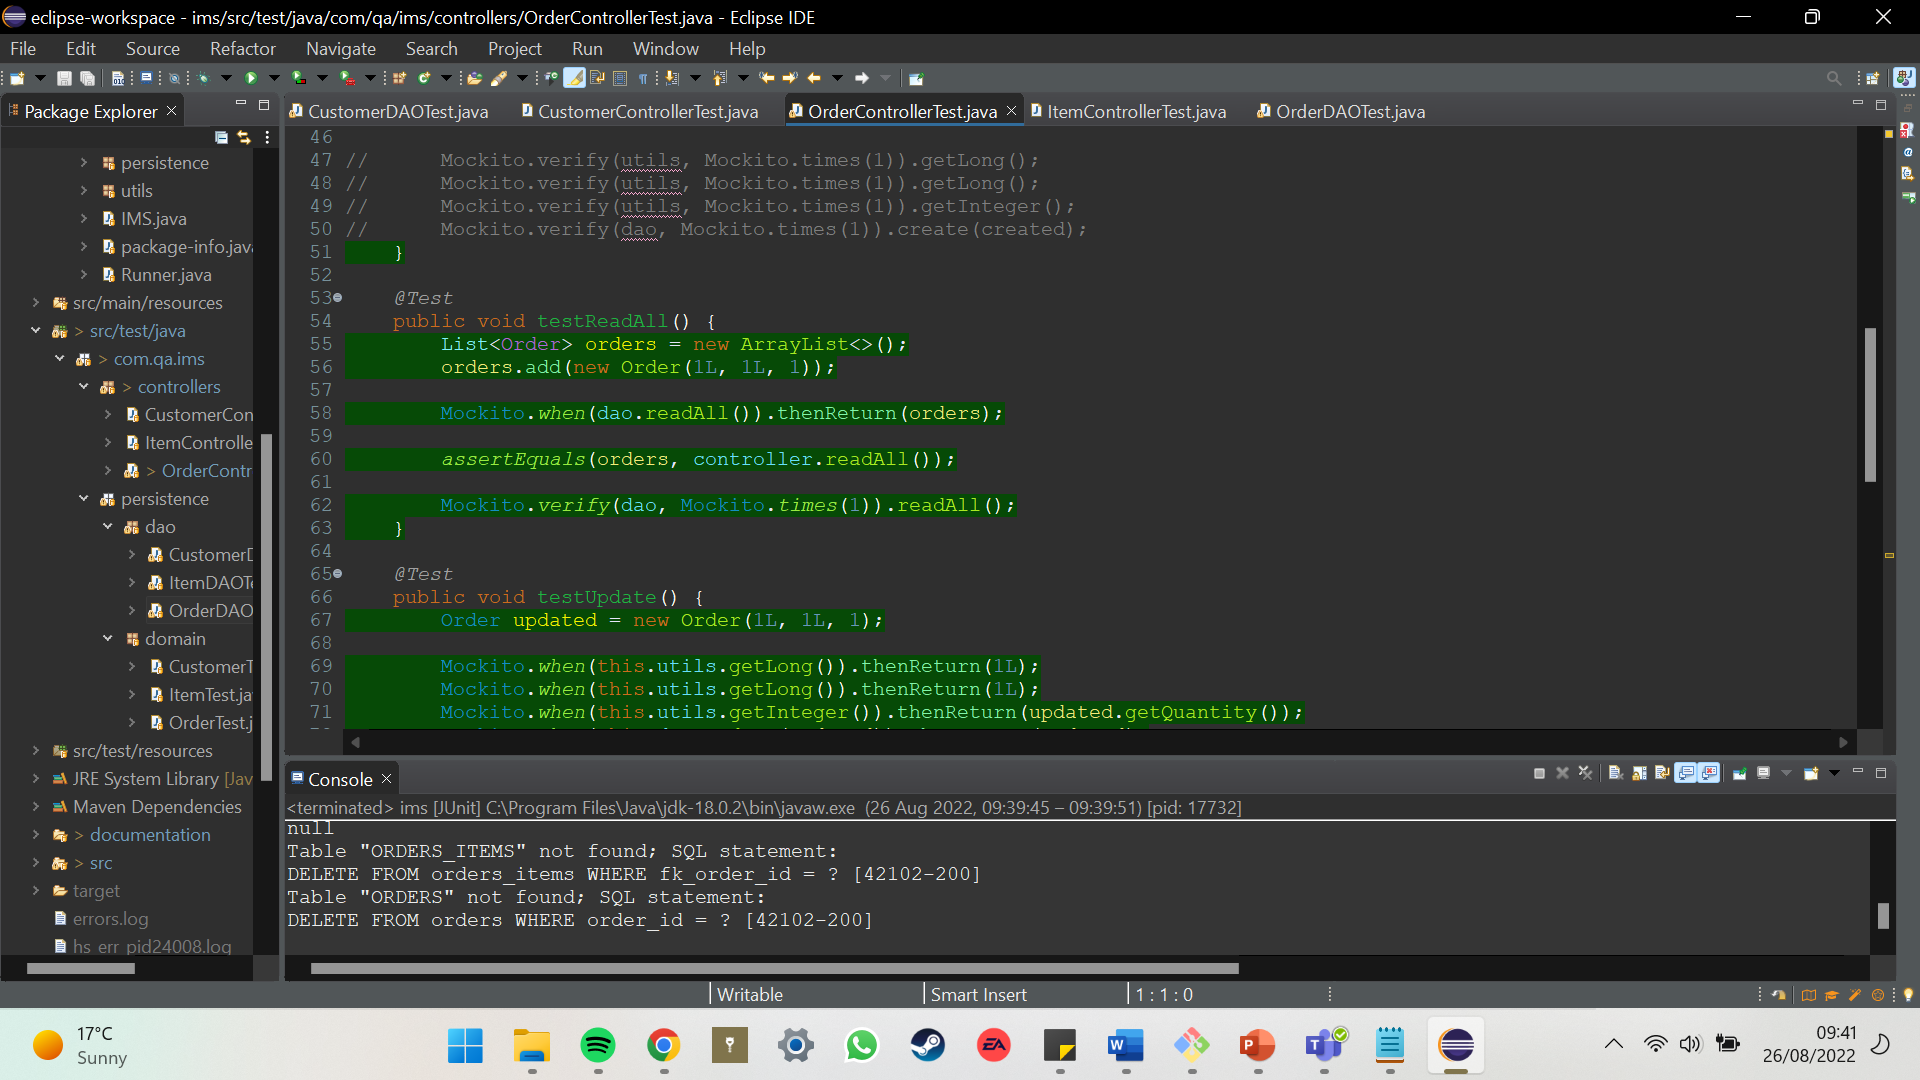 eclipse-workspace - ims/src/test/java/com/qa/ims/controllers/OrderControllerTest.java - Eclipse IDE
File Edit Source Refactor Navigate Search Project Run Window Help
Package Explorer
CustomerDAOTest.java CustomerControllerTest.java OrderControllerTest.java ItemControllerTest.java OrderDAOTest.java
persistence
utils
IMS.java
package-info.java
Runner.java
src/main/resources
> src/test/java
> com.qa.ims
> controllers
CustomerCon
ItemControlle
> OrderContr
persistence
dao
CustomerD
ItemDAOTe
OrderDAO
domain
CustomerT
ItemTest.ja
OrderTest.j
src/test/resources
JRE System Library [Jav
Maven Dependencies
> documentation
> src
target
errors.log
hs_err_pid24008.log
46
47 // Mockito.verify(utils, Mockito.times(1)).getLong();
48 // Mockito.verify(utils, Mockito.times(1)).getLong();
49 // Mockito.verify(utils, Mockito.times(1)).getInteger();
50 // Mockito.verify(dao, Mockito.times(1)).create(created);
51 }
52
53 @Test
54 public void testReadAll() {
55 List<Order> orders = new ArrayList<>();
56 orders.add(new Order(1L, 1L, 1));
57
58 Mockito.when(dao.readAll()).thenReturn(orders);
59
60 assertEquals(orders, controller.readAll());
61
62 Mockito.verify(dao, Mockito.times(1)).readAll();
63 }
64
65 @Test
66 public void testUpdate() {
67 Order updated = new Order(1L, 1L, 1);
68
69 Mockito.when(this.utils.getLong()).thenReturn(1L);
70 Mockito.when(this.utils.getLong()).thenReturn(1L);
71 Mockito.when(this.utils.getInteger()).thenReturn(updated.getQuantity());
Console
<terminated> ims [JUnit] C:\Program Files\Java\jdk-18.0.2\bin\javaw.exe (26 Aug 2022, 09:39:45 – 09:39:51) [pid: 17732]
null
Table "ORDERS_ITEMS" not found; SQL statement:
DELETE FROM orders_items WHERE fk_order_id = ? [42102-200]
Table "ORDERS" not found; SQL statement:
DELETE FROM orders WHERE order_id = ? [42102-200]
Writable Smart Insert 1 : 1 : 0
17°C
Sunny
09:41
26/08/2022